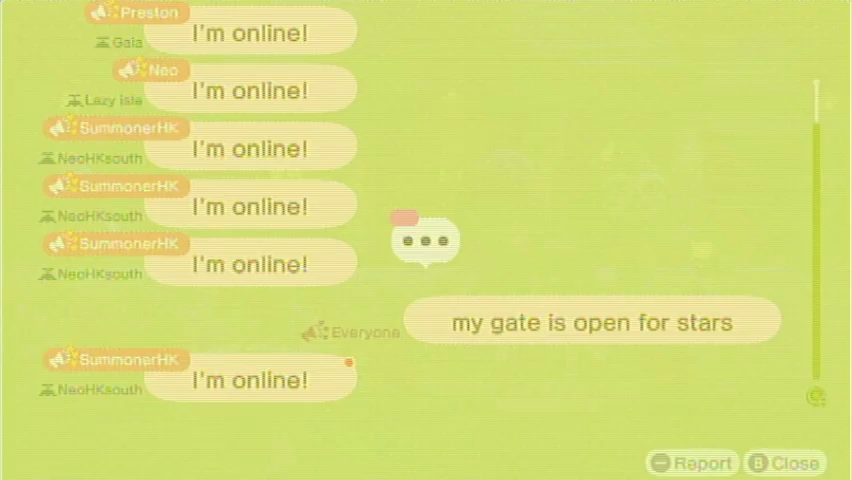 Preston
I'm online!
Gaia
Neo
I'm online!
Lazy isle
SummonerHK
I'm online!
NeoHKsouth
SummonerHK
I'm online!
NeoHKsouth
SummonerHK
I'm online!
NeoHKsouth
Everyone
my gate is open for stars
SummonerHK
I'm online!
NeoHKsouth
Report
B Close